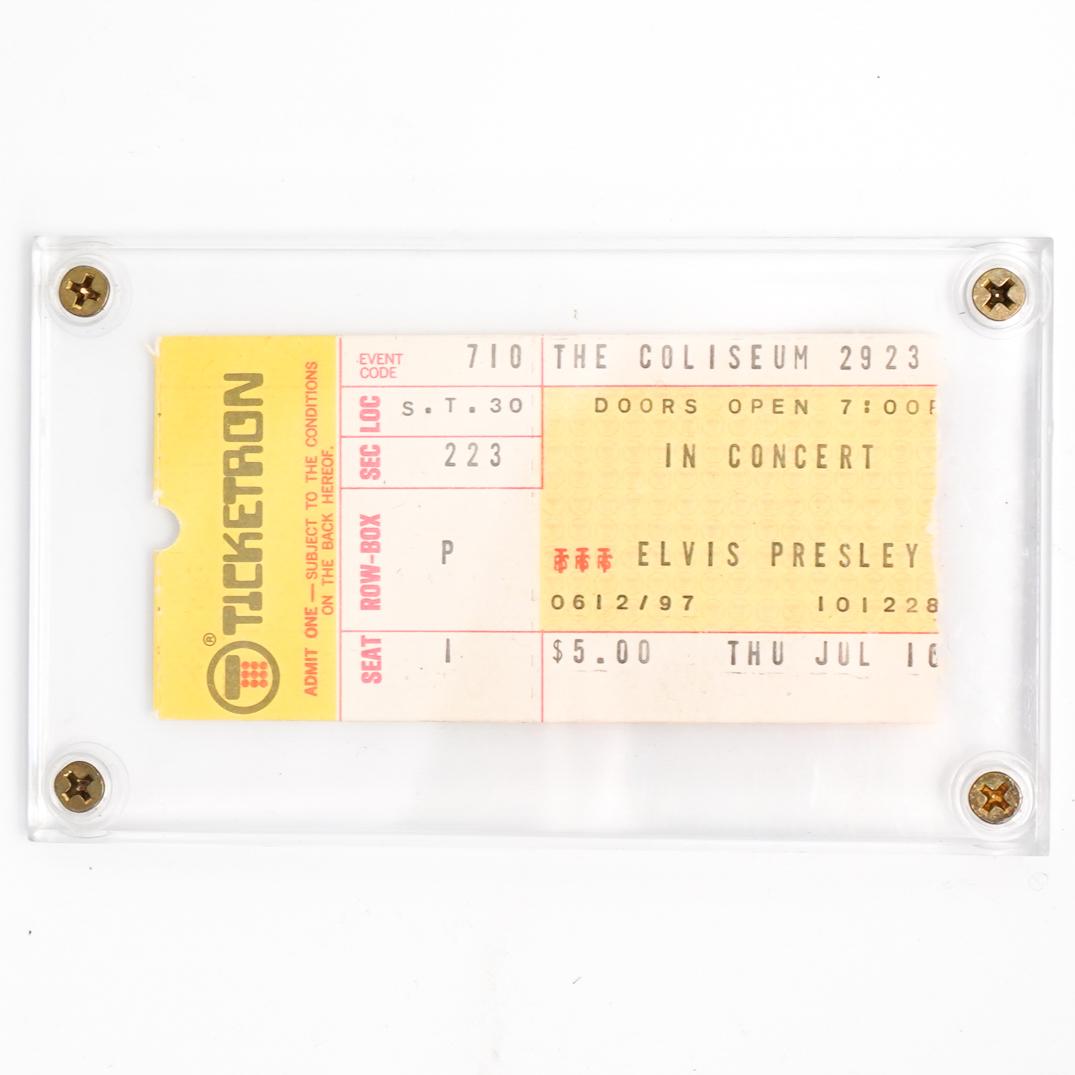 ® TICKETRON
ADMIT ONE — SUBJECT TO THE CONDITIONS
ON THE BACK HEREOF.
EVENT
CODE
710
LOC S.T.30
SEC 223
ROW-BOX P
SEAT 1
THE COLISEUM 2923
DOORS OPEN 7:00P
IN CONCERT
ELVIS PRESLEY
0612/97 101228
$5.00 THU JUL 10